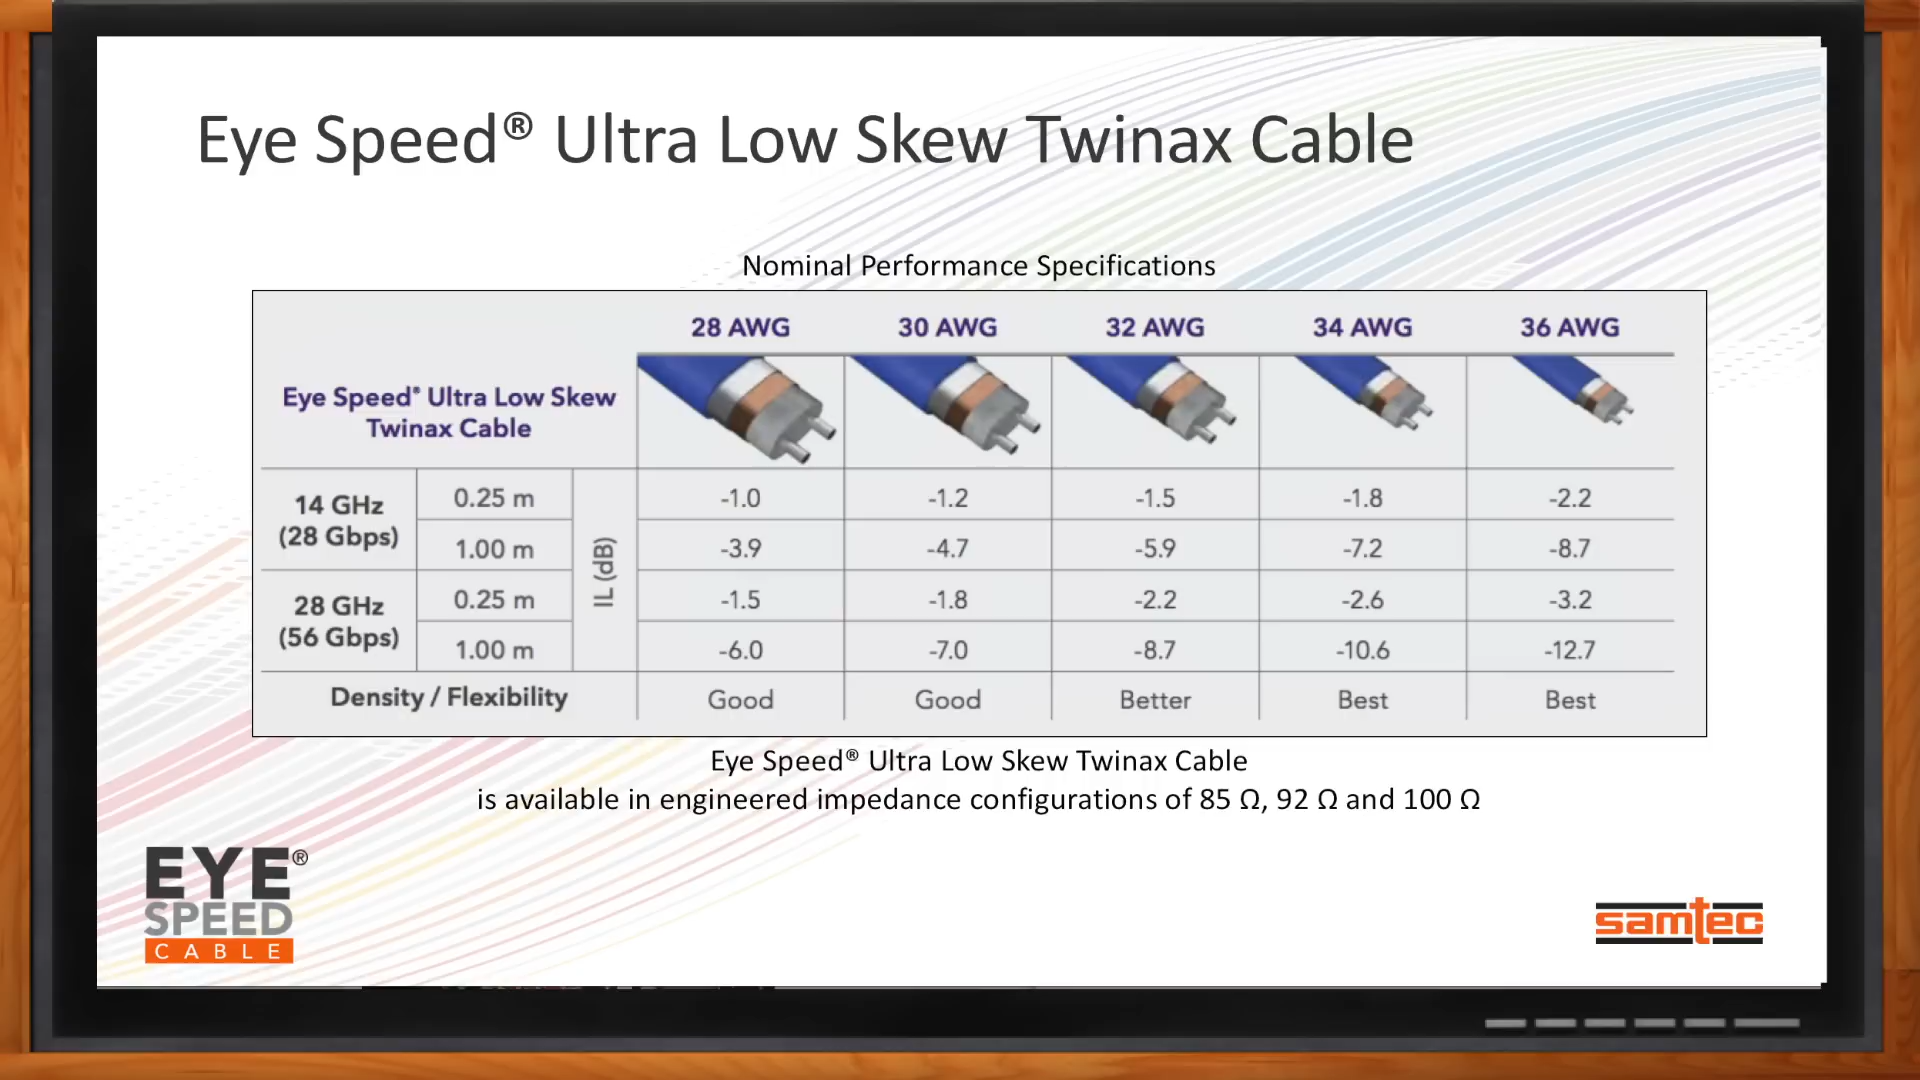 Eye Speed® Ultra Low Skew Twinax Cable
Nominal Performance Specifications
28 AWG 30 AWG 32 AWG 34 AWG 36 AWG
Eye Speed® Ultra Low Skew
Twinax Cable
14 GHz
(28 Gbps)
IL (dB)
0.25 m -1.0 -1.2 -1.5 -1.8 -2.2
1.00 m -3.9 -4.7 -5.9 -7.2 -8.7
28 GHz
(56 Gbps)
0.25 m -1.5 -1.8 -2.2 -2.6 -3.2
1.00 m -6.0 -7.0 -8.7 -10.6 -12.7
Density / Flexibility Good Good Better Best Best
Eye Speed® Ultra Low Skew Twinax Cable
is available in engineered impedance configurations of 85 Ω, 92 Ω and 100 Ω
EYE®
SPEED
CABLE
samtec